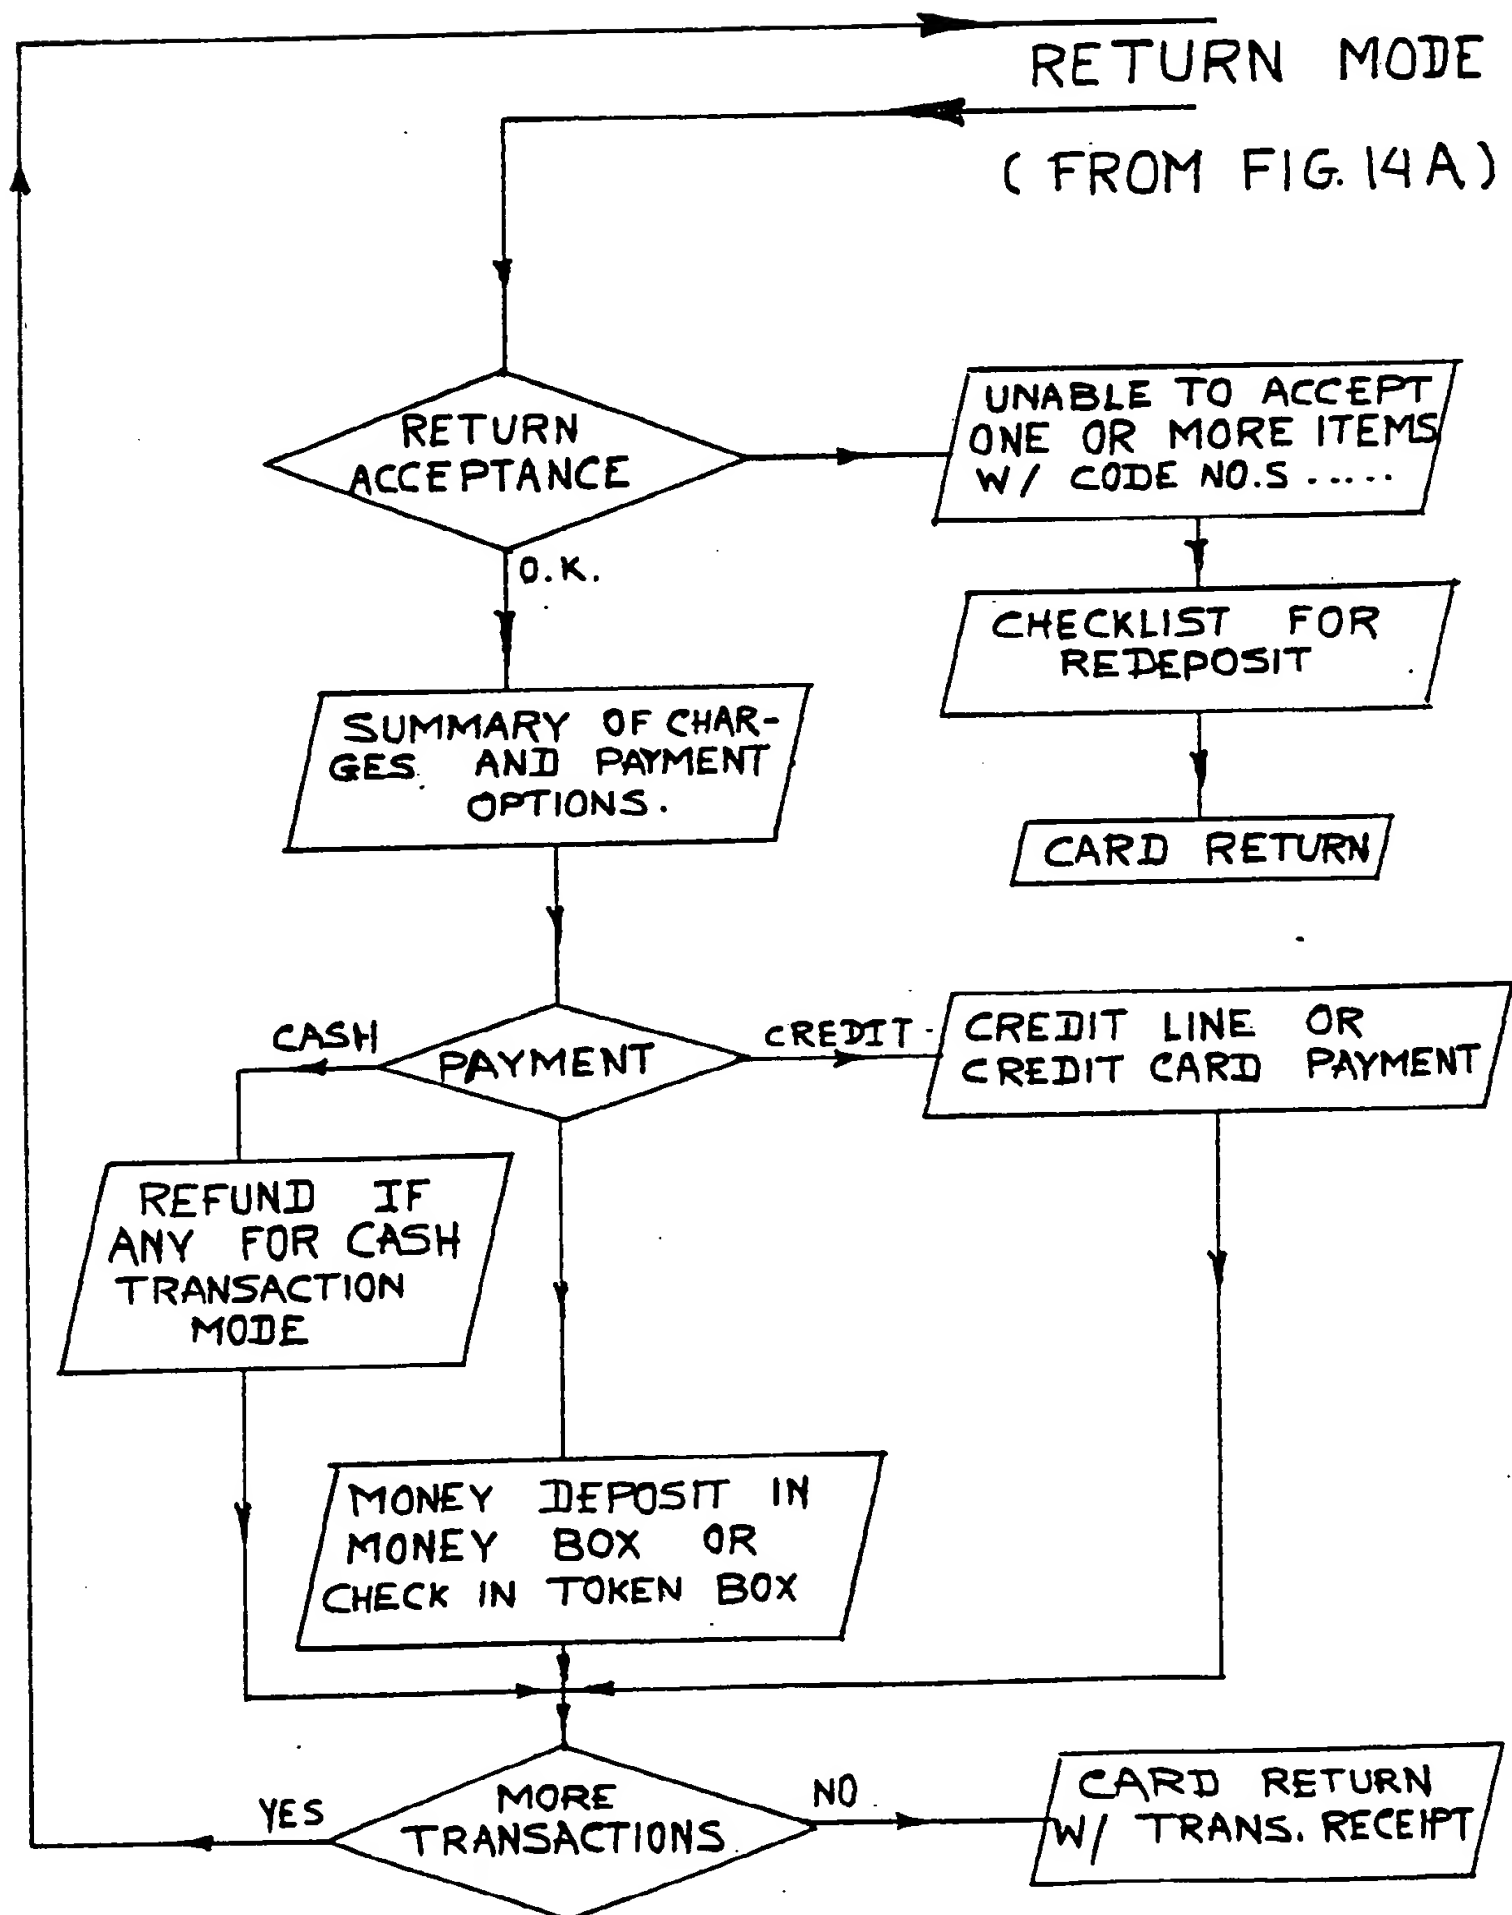 RETURN MODE
(FROM FIG. 14A)
RETURN
ACCEPTANCE
UNABLE TO ACCEPT
ONE OR MORE ITEMS
W/ CODE NO.S .....
O.K.
CHECKLIST FOR
REDEPOSIT
SUMMARY OF CHAR-
GES AND PAYMENT
OPTIONS.
CARD RETURN
CASH
PAYMENT
CREDIT
CREDIT LINE OR
CREDIT CARD PAYMENT
REFUND IF
ANY FOR CASH
TRANSACTION
MODE
MONEY DEPOSIT IN
MONEY BOX OR
CHECK IN TOKEN BOX
YES
MORE
TRANSACTIONS
NO
CARD RETURN
W/ TRANS. RECEIPT